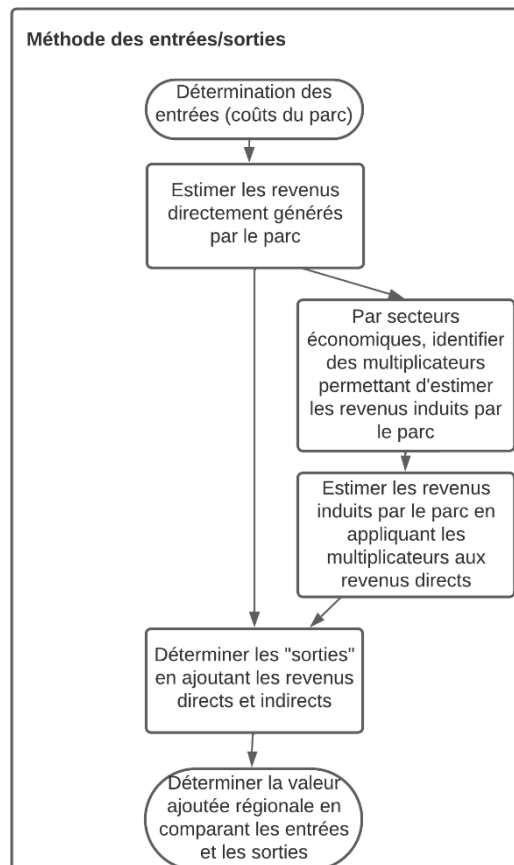 Méthode des entrées/sorties
Détermination des
entrées (coûts du parc)
Estimer les revenus
directement générés
par le parc
Par secteurs
économiques, identifier
des multiplicateurs
permettant d'estimer
les revenus induits par
le parc
Estimer les revenus
induits par le parc en
appliquant les
multiplicateurs aux
revenus directs
Déterminer les "sorties"
en ajoutant les revenus
directs et indirects
Déterminer la valeur
ajoutée régionale en
comparant les entrées
et les sorties